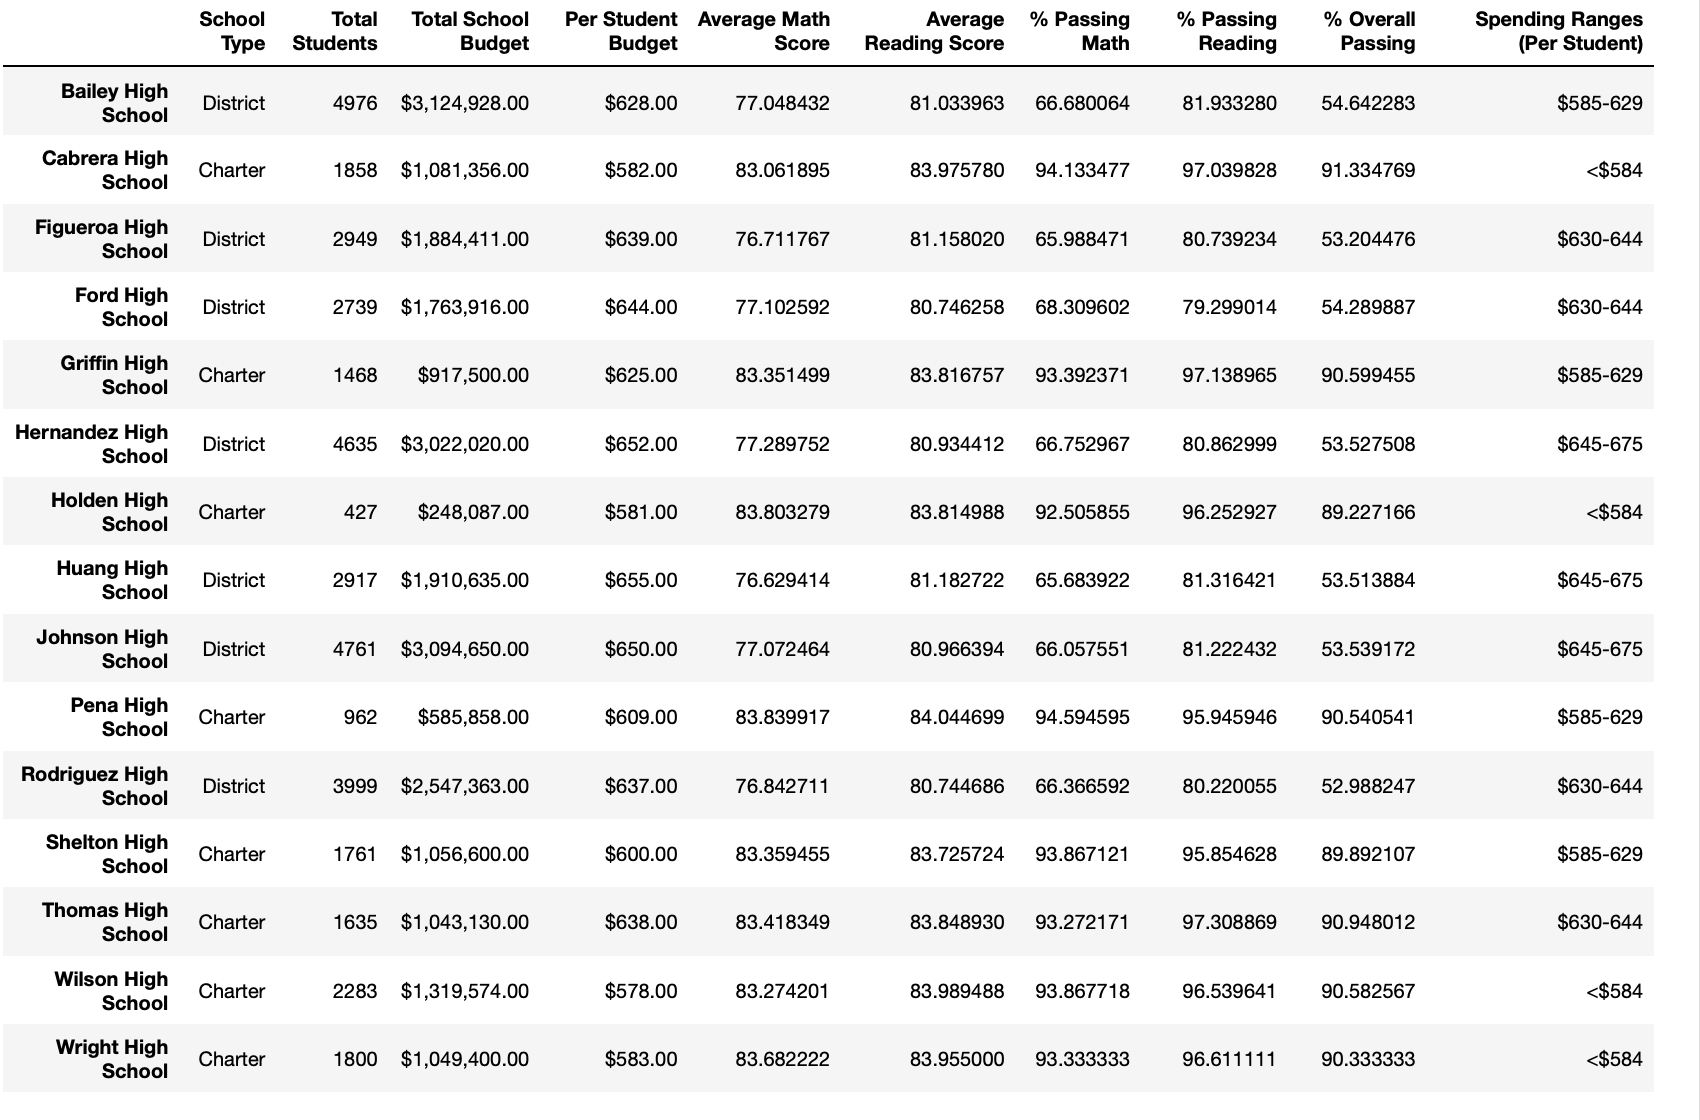 School Type Total Students Total School Budget Per Student Budget Average Math Score Average Reading Score % Passing Math % Passing Reading % Overall Passing Spending Ranges (Per Student)
Bailey High School District 4976 $3,124,928.00 $628.00 77.048432 81.033963 66.680064 81.933280 54.642283 $585-629
Cabrera High School Charter 1858 $1,081,356.00 $582.00 83.061895 83.975780 94.133477 97.039828 91.334769 <$584
Figueroa High School District 2949 $1,884,411.00 $639.00 76.711767 81.158020 65.988471 80.739234 53.204476 $630-644
Ford High School District 2739 $1,763,916.00 $644.00 77.102592 80.746258 68.309602 79.299014 54.289887 $630-644
Griffin High School Charter 1468 $917,500.00 $625.00 83.351499 83.816757 93.392371 97.138965 90.599455 $585-629
Hernandez High School District 4635 $3,022,020.00 $652.00 77.289752 80.934412 66.752967 80.862999 53.527508 $645-675
Holden High School Charter 427 $248,087.00 $581.00 83.803279 83.814988 92.505855 96.252927 89.227166 <$584
Huang High School District 2917 $1,910,635.00 $655.00 76.629414 81.182722 65.683922 81.316421 53.513884 $645-675
Johnson High School District 4761 $3,094,650.00 $650.00 77.072464 80.966394 66.057551 81.222432 53.539172 $645-675
Pena High School Charter 962 $585,858.00 $609.00 83.839917 84.044699 94.594595 95.945946 90.540541 $585-629
Rodriguez High School District 3999 $2,547,363.00 $637.00 76.842711 80.744686 66.366592 80.220055 52.988247 $630-644
Shelton High School Charter 1761 $1,056,600.00 $600.00 83.359455 83.725724 93.867121 95.854628 89.892107 $585-629
Thomas High School Charter 1635 $1,043,130.00 $638.00 83.418349 83.848930 93.272171 97.308869 90.948012 $630-644
Wilson High School Charter 2283 $1,319,574.00 $578.00 83.274201 83.989488 93.867718 96.539641 90.582567 <$584
Wright High School Charter 1800 $1,049,400.00 $583.00 83.682222 83.955000 93.333333 96.611111 90.333333 <$584